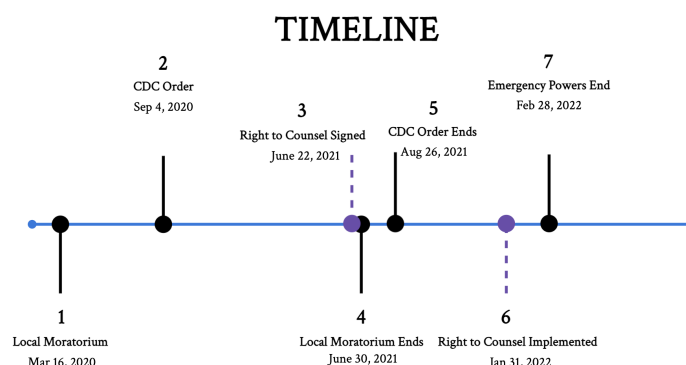 TIMELINE
2
CDC Order
Sep 4, 2020
7
Emergency Powers End
Feb 28, 2022
3
Right to Counsel Signed
June 22, 2021
5
CDC Order Ends
Aug 26, 2021
1
Local Moratorium
Mar 16, 2020
4
Local Moratorium Ends
June 30, 2021
6
Right to Counsel Implemented
Jan 31, 2022